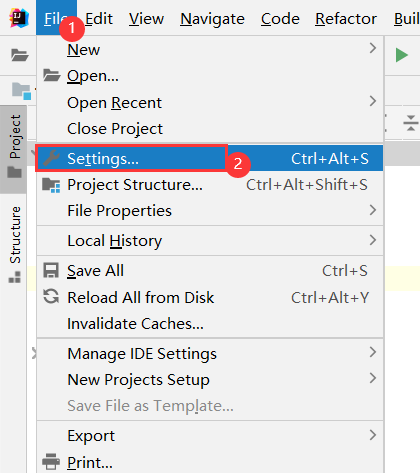 IJ File Edit View Navigate Code Refactor Buil
1
New
Open...
Open Recent
Close Project
Settings... Ctrl+Alt+S
2
Project Structure... Ctrl+Alt+Shift+S
File Properties
Local History
Save All Ctrl+S
Reload All from Disk Ctrl+Alt+Y
Invalidate Caches...
Manage IDE Settings
New Projects Setup
Save File as Template...
Export
Print...
Project
Structure